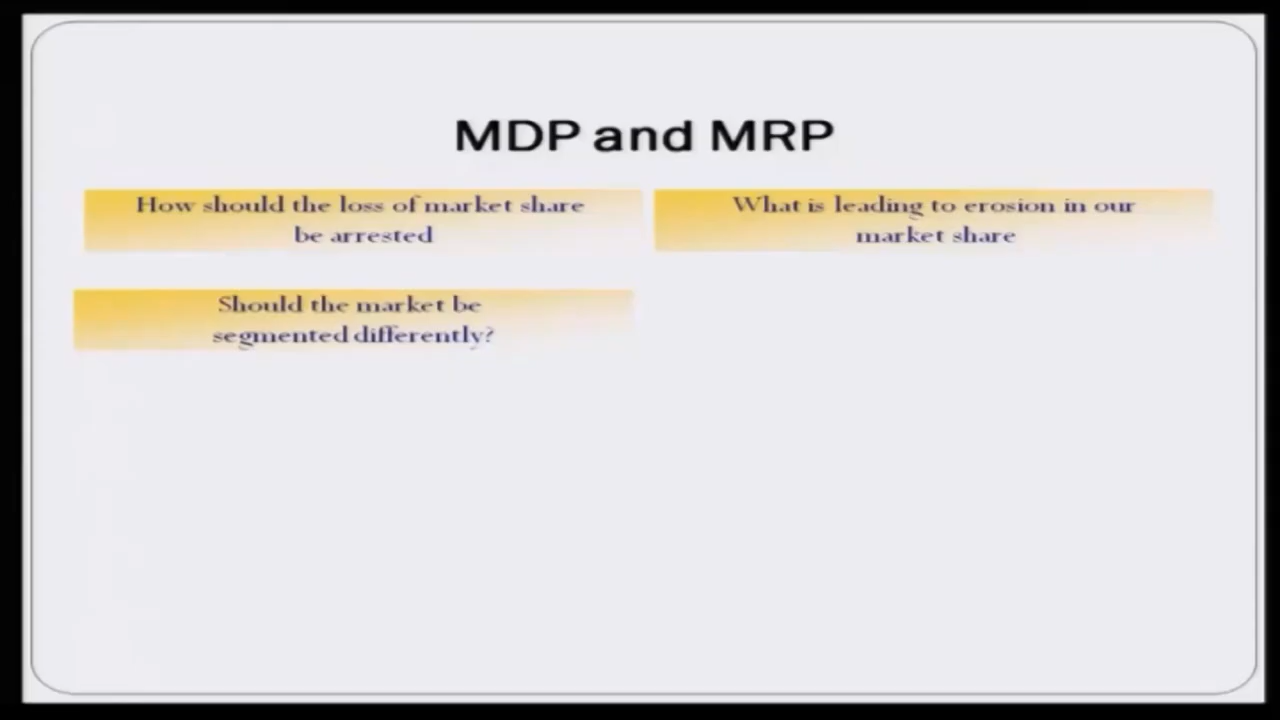 MDP and MRP
How should the loss of market share
be arrested
What is leading to erosion in our
market share
Should the market be
segmented differently?